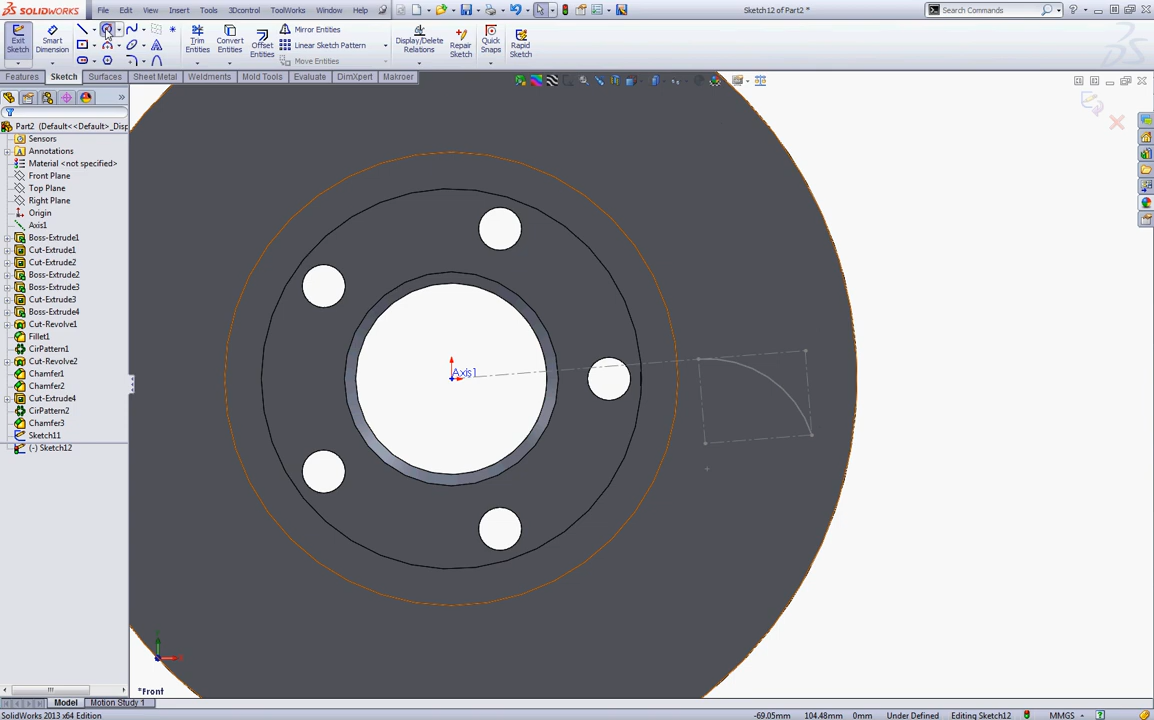 SOLIDWORKS File Edit View Insert Tools 3Dcontrol ToolWorks Window Help Sketch12 of Part2 * Search Commands
Exit Sketch Smart Dimension Trim Entities Convert Entities Offset Entities Mirror Entities Linear Sketch Pattern Move Entities Display/Delete Relations Repair Sketch Quick Snaps Rapid Sketch
Features Sketch Surfaces Sheet Metal Weldments Mold Tools Evaluate DimXpert Makroer
Part2 (Default<<Default>_Disp
Sensors
Annotations
Material <not specified>
Front Plane
Top Plane
Right Plane
Origin
Axis1
Boss-Extrude1
Cut-Extrude1
Cut-Extrude2
Boss-Extrude2
Boss-Extrude3
Cut-Extrude3
Boss-Extrude4
Cut-Revolve1
Fillet1
CirPattern1
Cut-Revolve2
Chamfer1
Chamfer2
Cut-Extrude4
CirPattern2
Chamfer3
Sketch11
(-) Sketch12
Axis1
*Front
Model Motion Study 1
SolidWorks 2013 x64 Edition -69.05mm 104.48mm 0mm Under Defined Editing Sketch12 MMGS